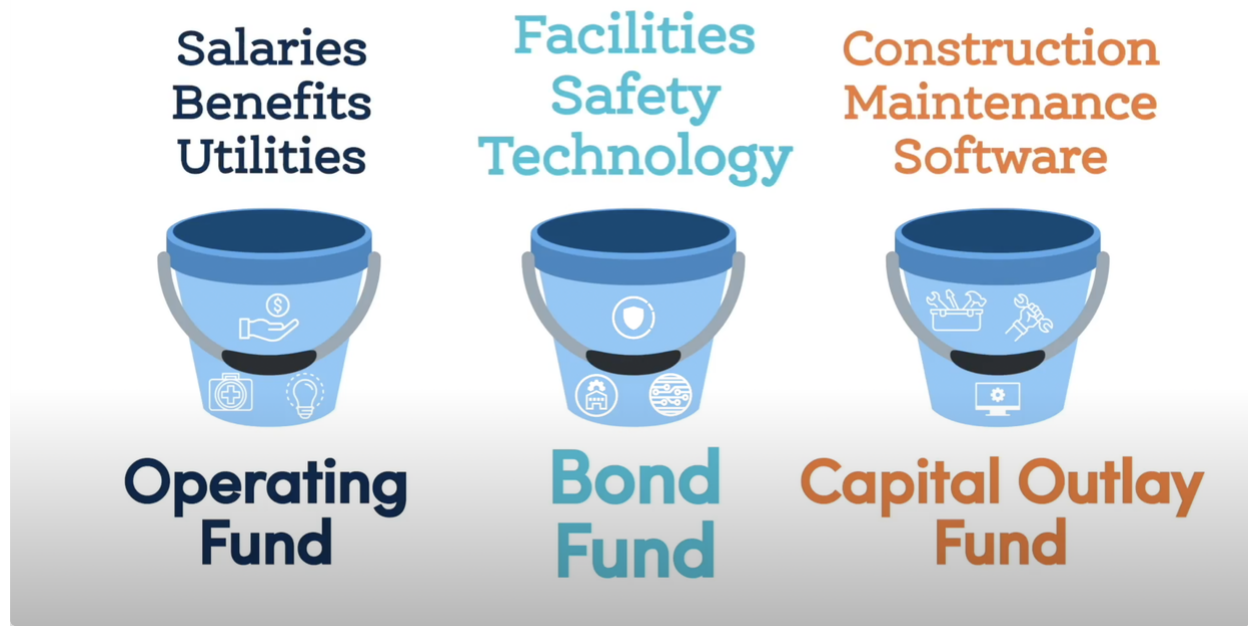 Salaries
Benefits
Utilities
Facilities
Safety
Technology
Construction
Maintenance
Software
$
Operating
Fund
Bond
Fund
Capital Outlay
Fund